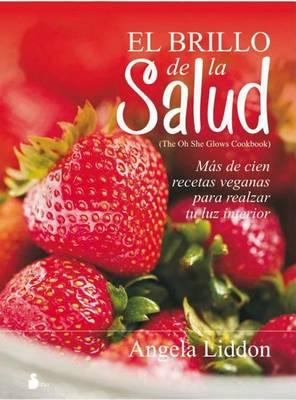 EL BRILLO
de la
Salud
(The Oh She Glows Cookbook)
Más de cien
recetas veganas
para realzar
tu luz interior
Angela Liddon